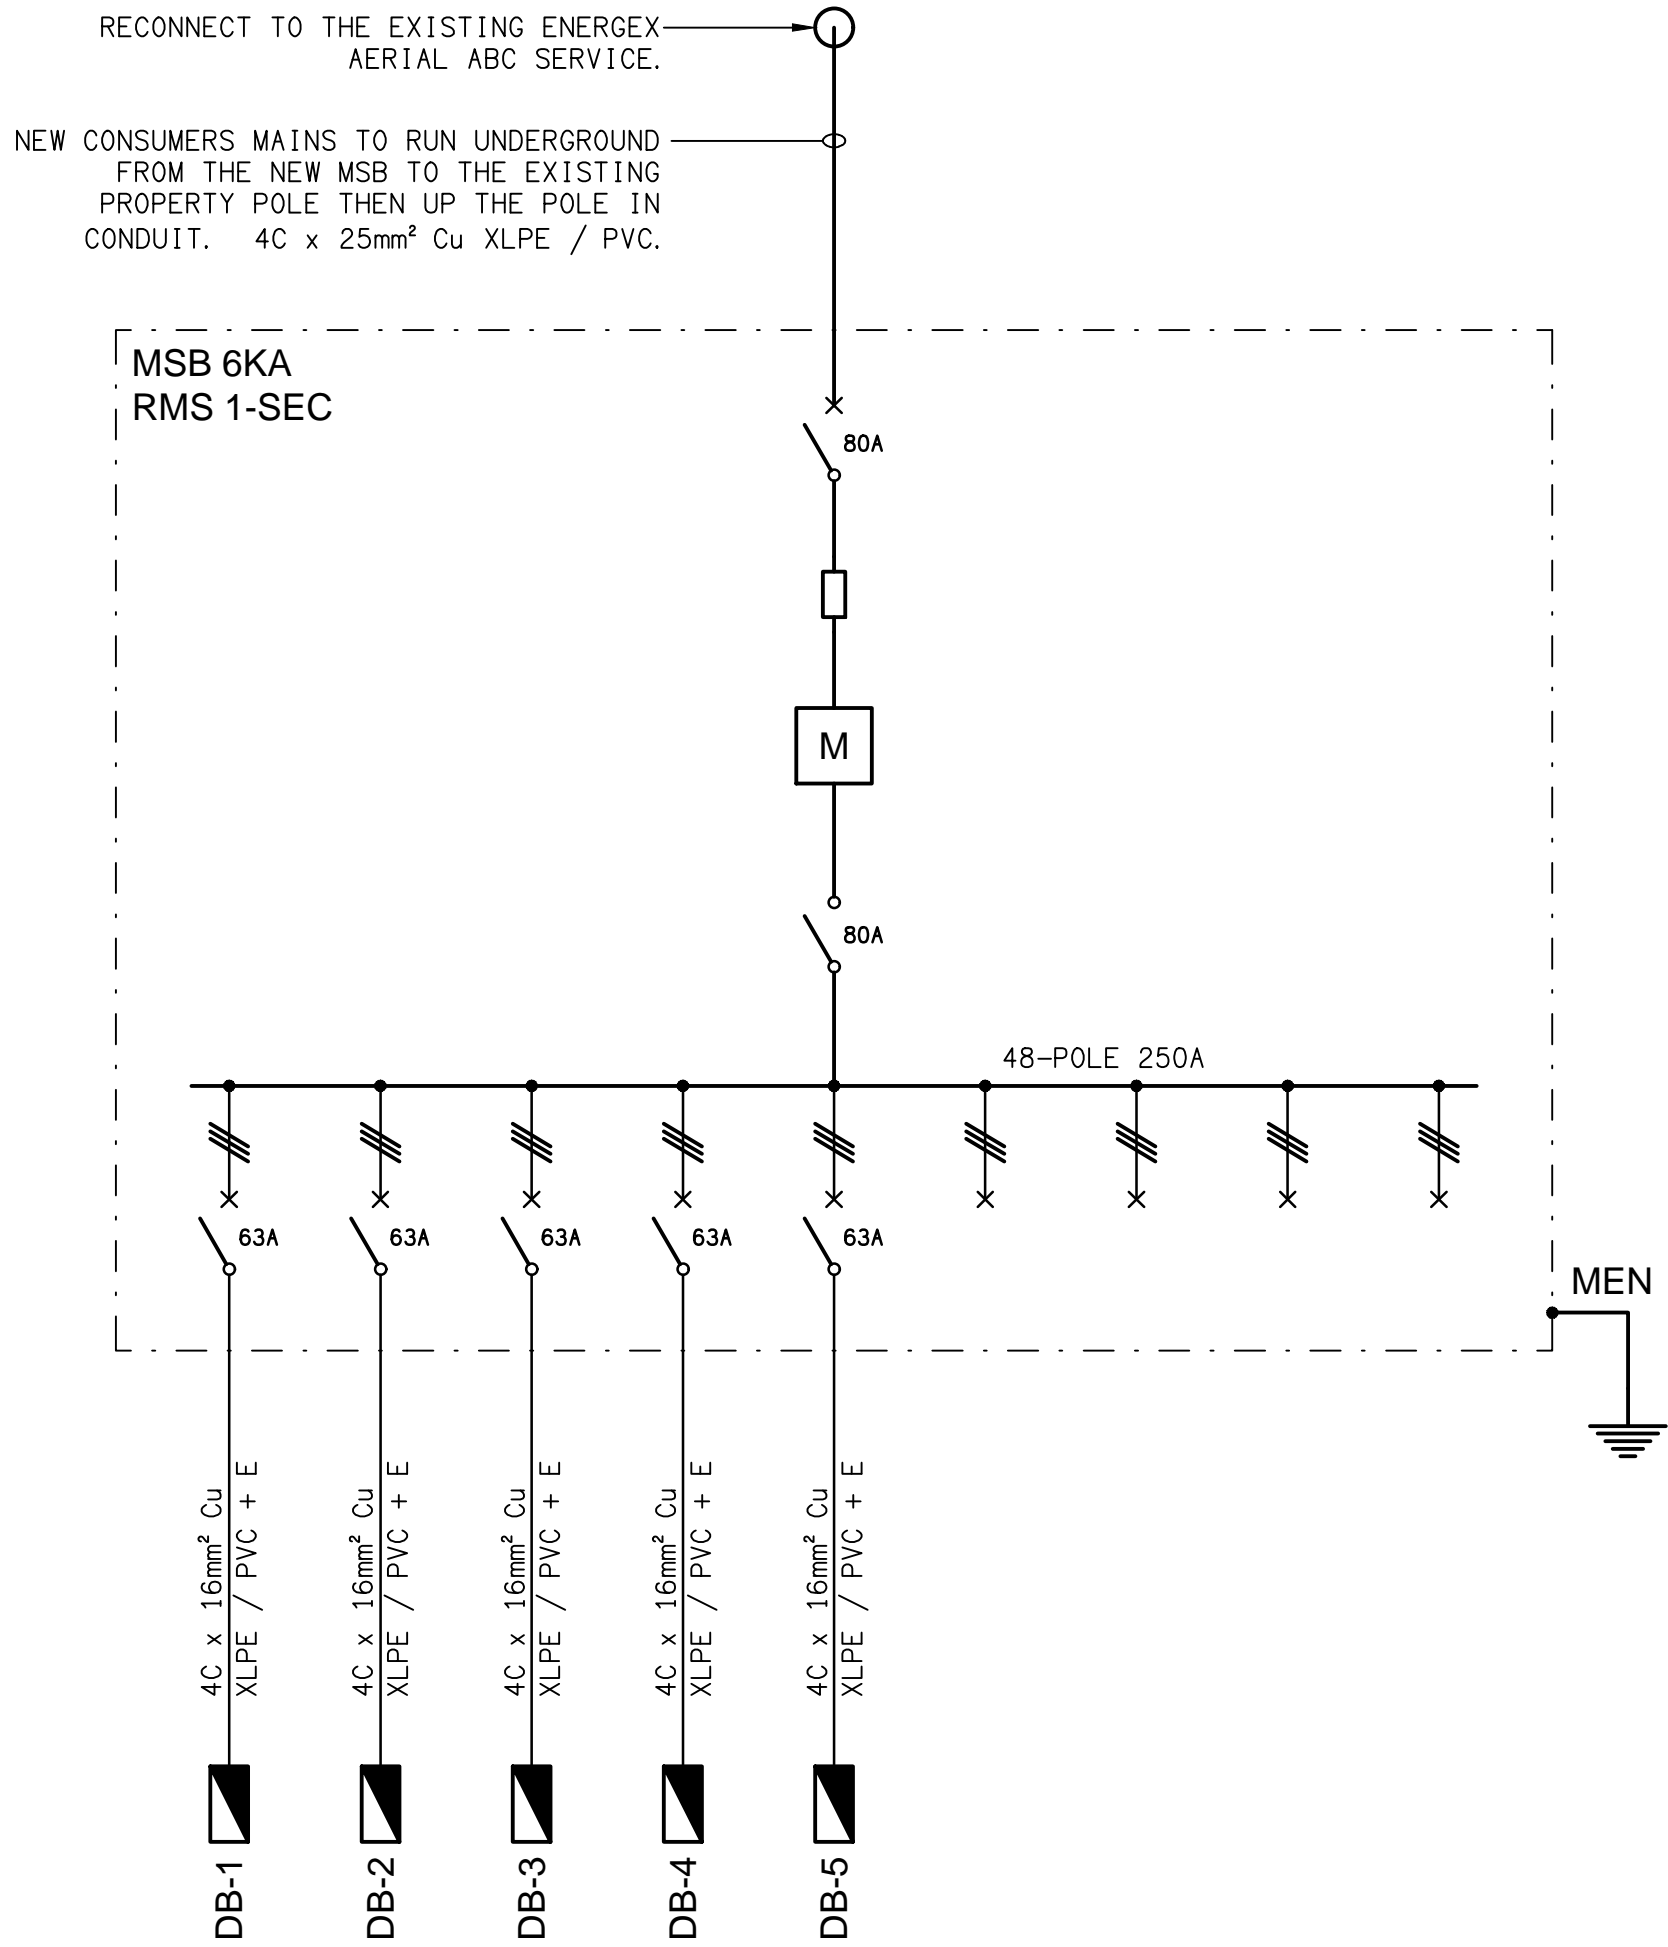 RECONNECT TO THE EXISTING ENERGEX
AERIAL ABC SERVICE.
NEW CONSUMERS MAINS TO RUN UNDERGROUND
FROM THE NEW MSB TO THE EXISTING
PROPERTY POLE THEN UP THE POLE IN
CONDUIT. 4C x 25mm² Cu XLPE / PVC.
MSB 6KA
RMS 1-SEC
80A
M
80A
48-POLE 250A
63A
63A
63A
63A
63A
MEN
4C x 16mm² Cu
XLPE / PVC + E
4C x 16mm² Cu
XLPE / PVC + E
4C x 16mm² Cu
XLPE / PVC + E
4C x 16mm² Cu
XLPE / PVC + E
4C x 16mm² Cu
XLPE / PVC + E
DB-1
DB-2
DB-3
DB-4
DB-5